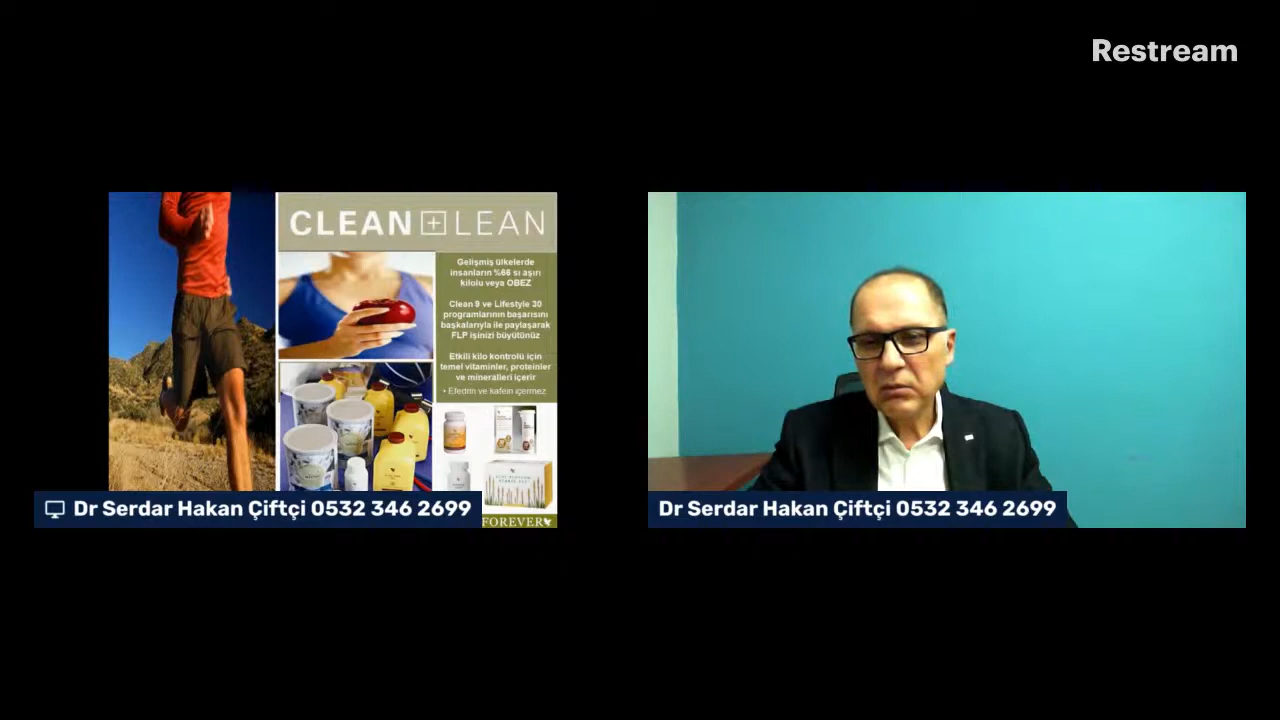 Restream
CLEAN + LEAN
Gelişmiş ülkelerde
insanların %66 sı aşırı
kilolu veya OBEZ
Clean 9 ve Lifestyle 30
programlarının başarısını
başkalarıyla ile paylaşarak
FLP işinizi büyütünüz
Etkili kilo kontrolü için
temel vitaminler, proteinler
ve mineralleri içerir
• Efedrin ve kafein içermez
FOREVER
Dr Serdar Hakan Çiftçi 0532 346 2699
Dr Serdar Hakan Çiftçi 0532 346 2699